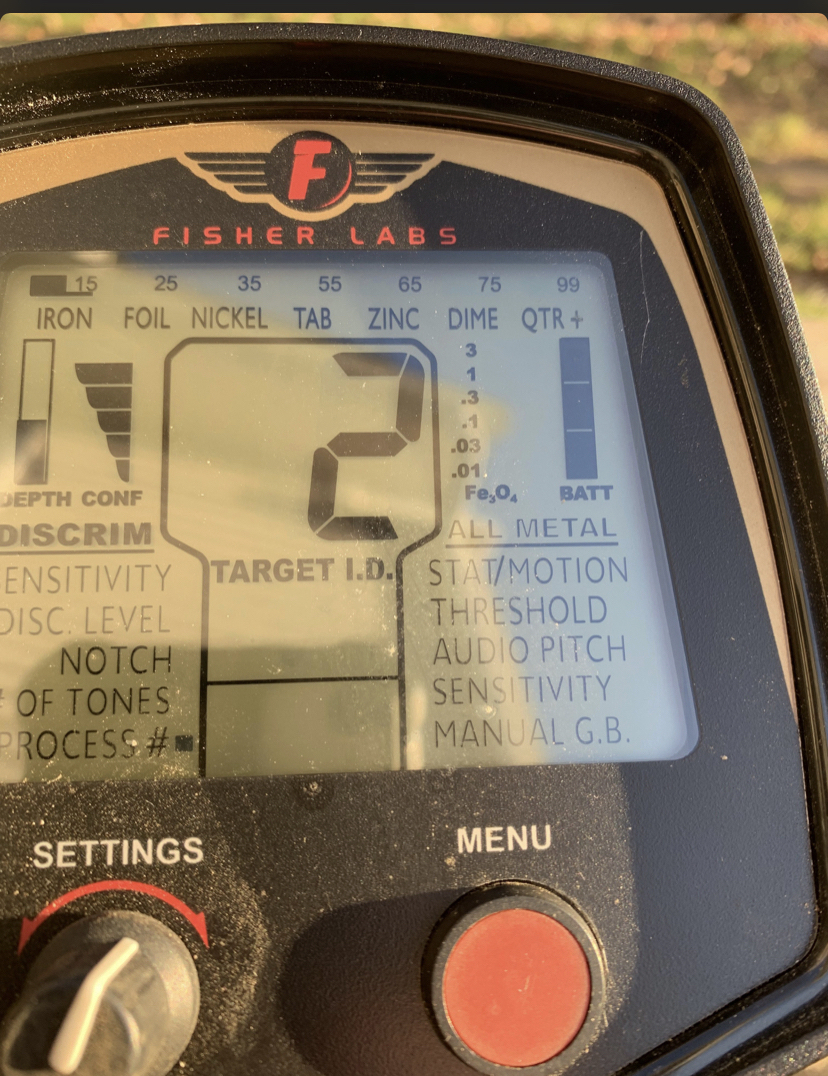 F
FISHER LABS
15 25 35 55 65 75 99
IRON FOIL NICKEL TAB ZINC DIME QTR+
2
3
1
.3
.1
.03
.01
Fe₃O₄
BATT
DEPTH CONF
DISCRIM
SENSITIVITY
DISC. LEVEL
NOTCH
# OF TONES
PROCESS #
TARGET I.D.
ALL METAL
STAT/MOTION
THRESHOLD
AUDIO PITCH
SENSITIVITY
MANUAL G.B.
SETTINGS
MENU